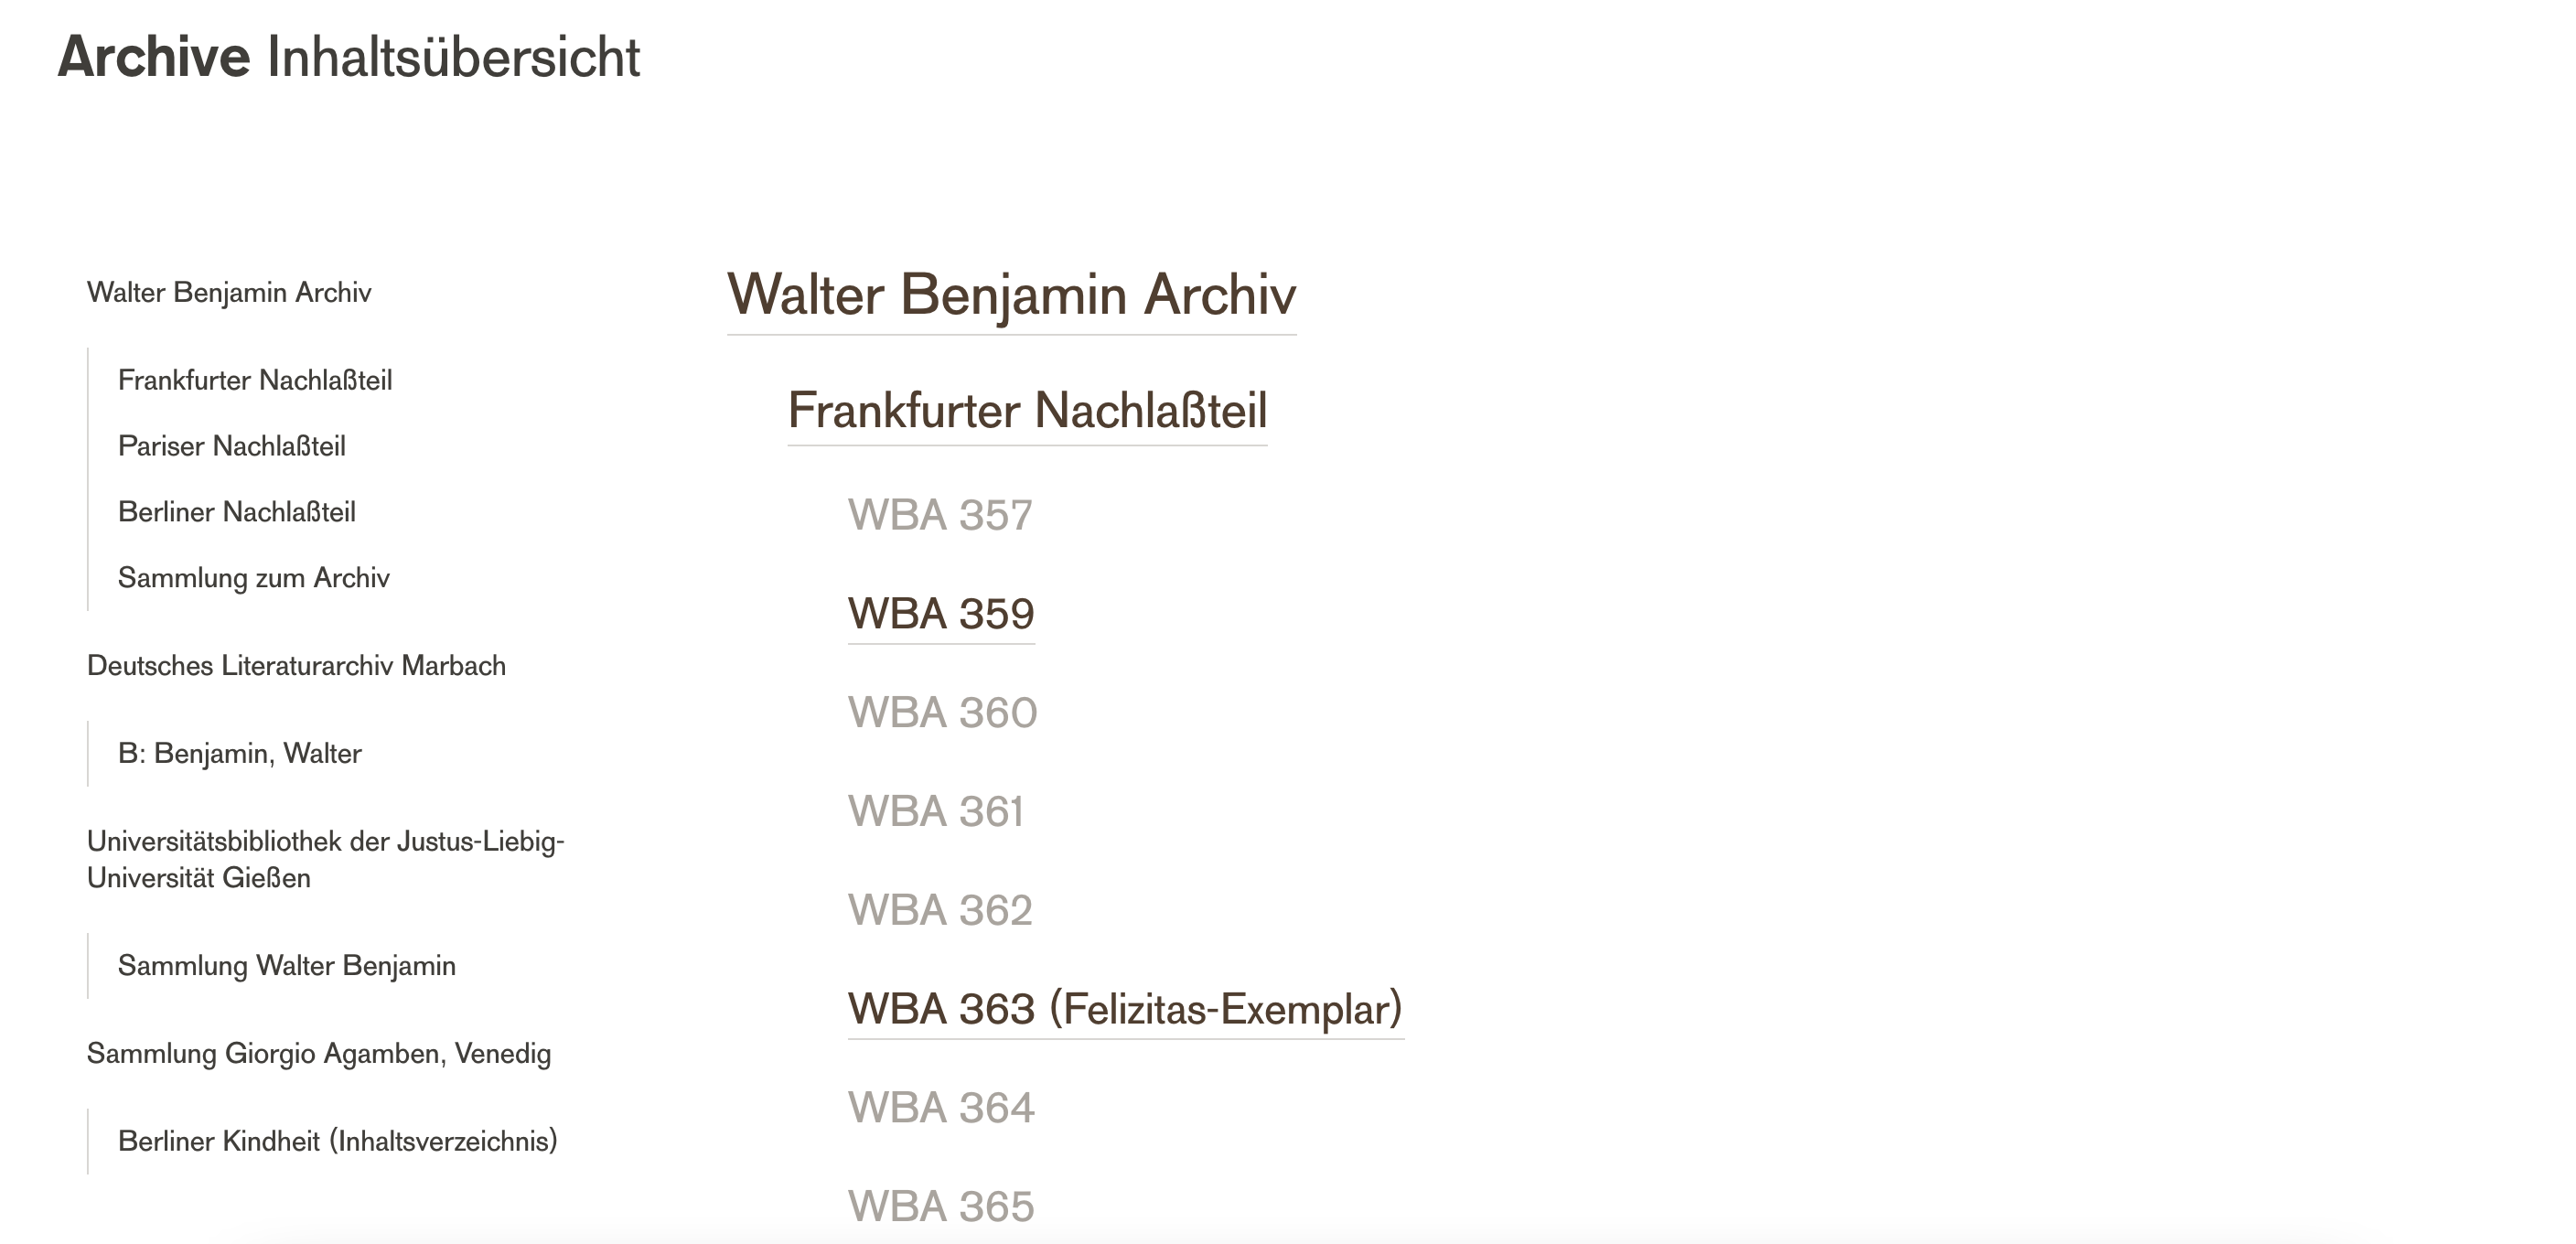 Archive Inhaltsübersicht
Walter Benjamin Archiv
Frankfurter Nachlaßteil
Pariser Nachlaßteil
Berliner Nachlaßteil
Sammlung zum Archiv
Deutsches Literaturarchiv Marbach
B: Benjamin, Walter
Universitätsbibliothek der Justus-Liebig-
Universität Gießen
Sammlung Walter Benjamin
Sammlung Giorgio Agamben, Venedig
Berliner Kindheit (Inhaltsverzeichnis)
Walter Benjamin Archiv
Frankfurter Nachlaßteil
WBA 357
WBA 359
WBA 360
WBA 361
WBA 362
WBA 363 (Felizitas-Exemplar)
WBA 364
WBA 365